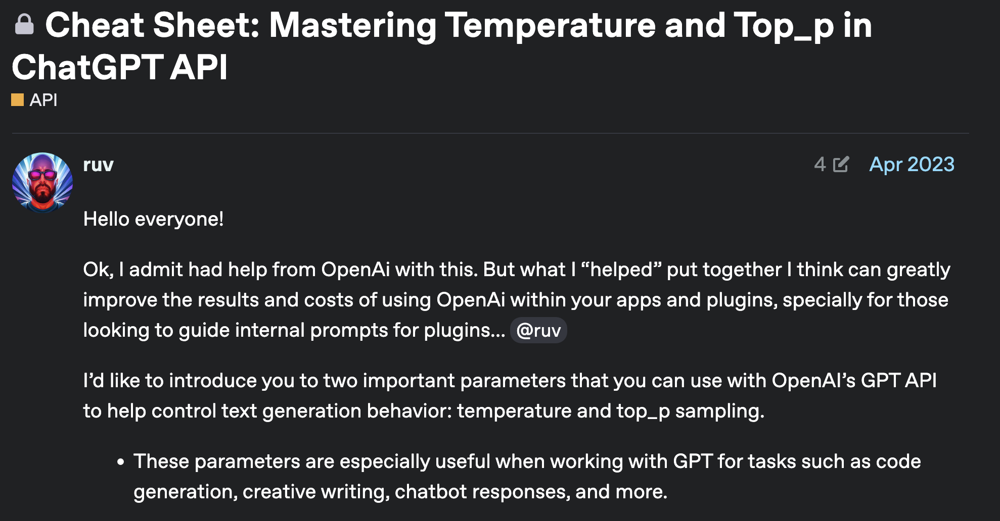 Cheat Sheet: Mastering Temperature and Top_p in
ChatGPT API
API
ruv
4
Apr 2023
Hello everyone!
Ok, I admit had help from OpenAi with this. But what I “helped” put together I think can greatly
improve the results and costs of using OpenAi within your apps and plugins, specially for those
looking to guide internal prompts for plugins… @ruv
I’d like to introduce you to two important parameters that you can use with OpenAI’s GPT API
to help control text generation behavior: temperature and top_p sampling.
• These parameters are especially useful when working with GPT for tasks such as code
generation, creative writing, chatbot responses, and more.